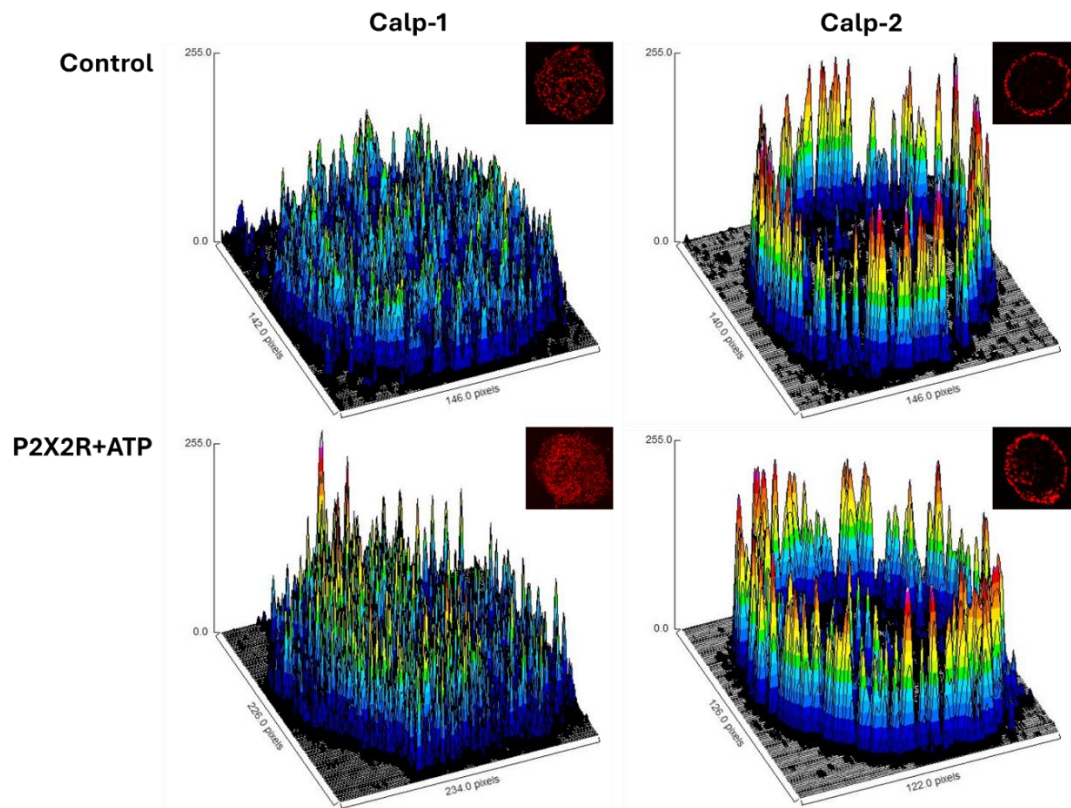 Calp-1
Calp-2
Control
255.0
0.0
142.0 pixels
146.0 pixels
255.0
0.0
140.0 pixels
146.0 pixels
P2X2R+ATP
255.0
0.0
226.0 pixels
234.0 pixels
255.0
0.0
126.0 pixels
122.0 pixels